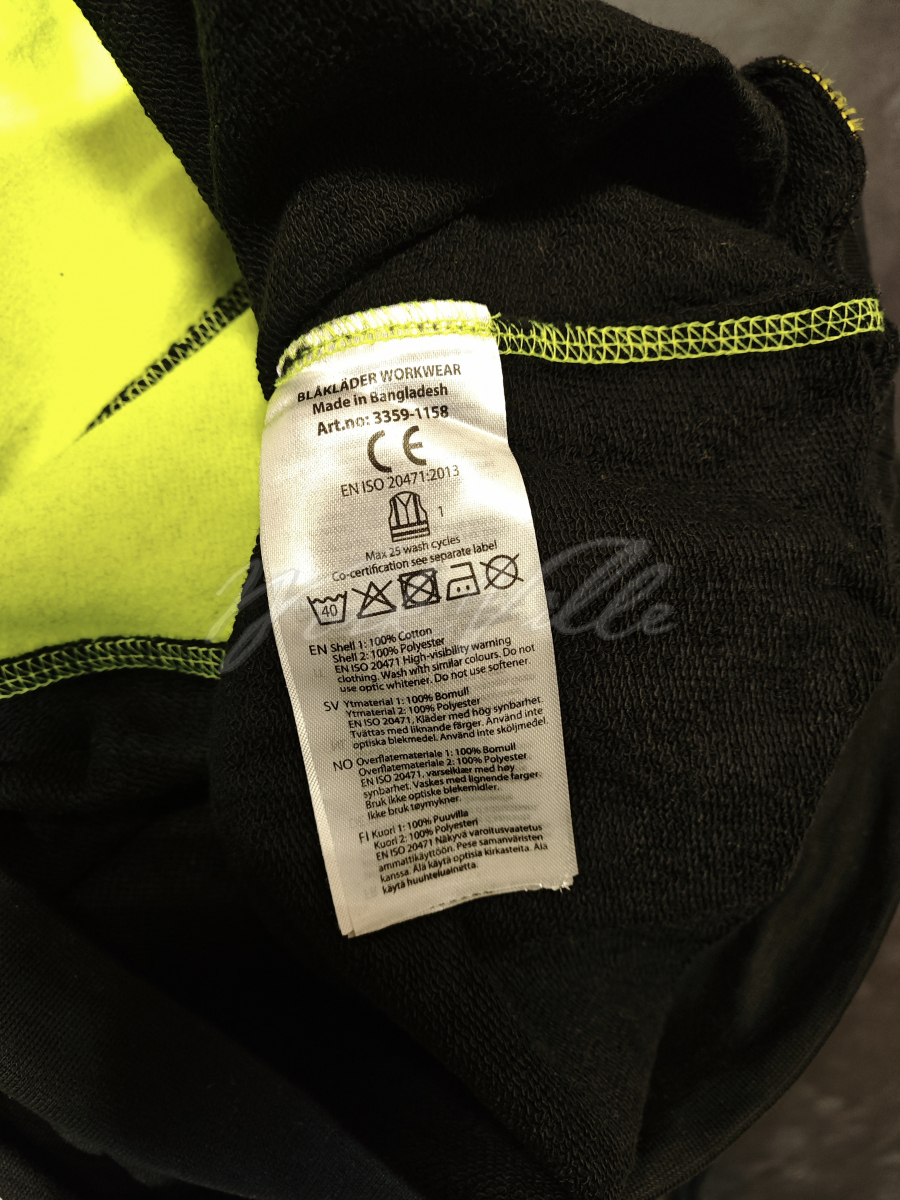 BLÅKLÄDER WORKWEAR
Made in Bangladesh
Art.no: 3359-1158
CE
EN ISO 20471:2013
1
Max 25 wash cycles
Co-certification see separate label
40
EN Shell 1: 100% Cotton
Shell 2: 100% Polyester
EN ISO 20471 High-visibility warning
clothing. Wash with similar colours. Do not
use optic whitener. Do not use softener.
SV Ytmaterial 1: 100% Bomull
Ytmaterial 2: 100% Polyester
EN ISO 20471, Kläder med hög synbarhet.
Tvättas med liknande färger. Använd inte
optiska blekmedel. Använd inte sköljmedel.
NO Overflatemateriale 1: 100% Bomull
Overflatemateriale 2: 100% Polyester
EN ISO 20471, varselklær med høy
synbarhet. Vaskes med lignende farger.
Bruk ikke optiske blekemidler.
Ikke bruk tøymykner.
FI Kuori 1: 100% Puuvilla
Kuori 2: 100% Polyesteri
EN ISO 20471 Näkyvä varoitusvaatetus
ammattikäyttöön. Pese samanväristen
kanssa. Älä käytä optisia kirkasteita. Älä
käytä huuhteluainetta.